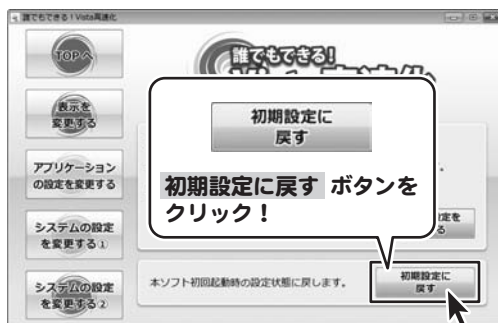 誰でもできる！Vista高速化
TOPへ
誰でもできる！
表示を
変更する
初期設定に
戻す
アプリケーション
の設定を変更する
初期設定に戻す ボタンを
クリック！
システムの設定
を変更する①
定を
る
本ソフト初回起動時の設定状態に戻します。
初期設定に
戻す
システムの設定
を変更する②